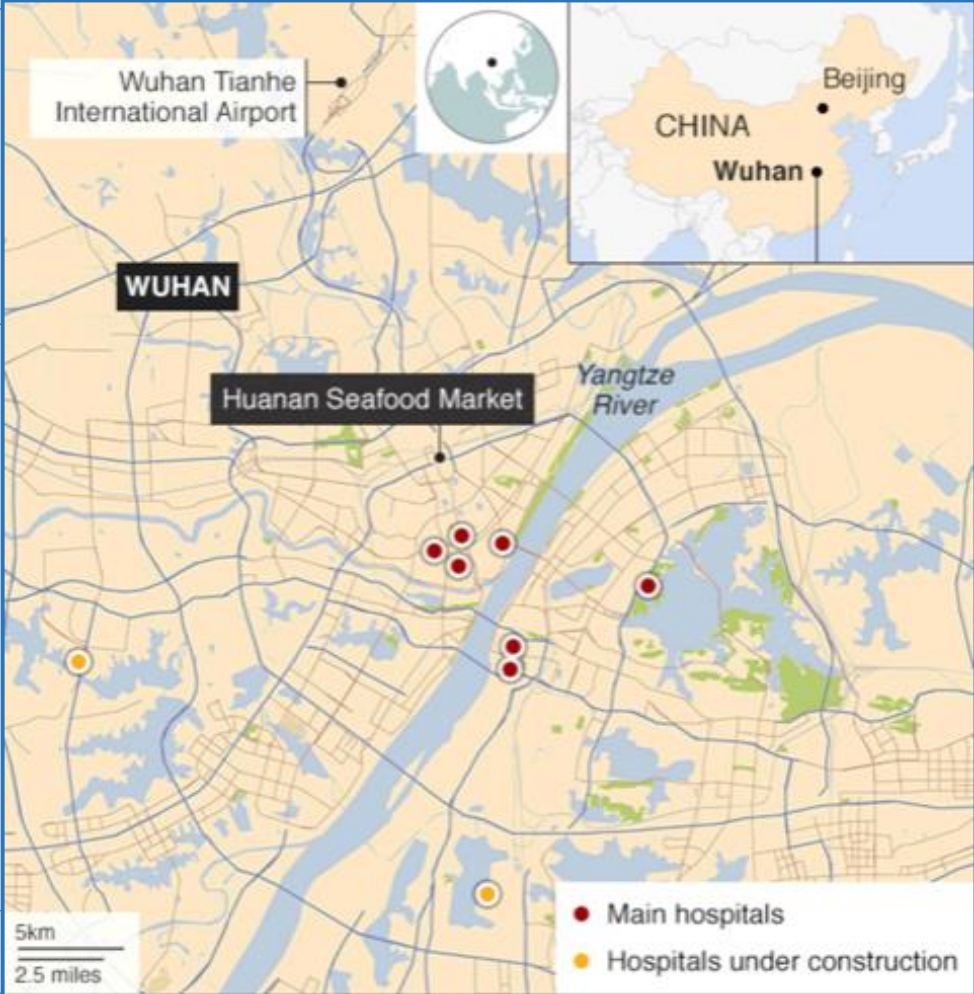 Wuhan Tianhe
International Airport
Beijing
CHINA
Wuhan
WUHAN
Huanan Seafood Market
Yangtze
River
5km
2.5 miles
Main hospitals
Hospitals under construction